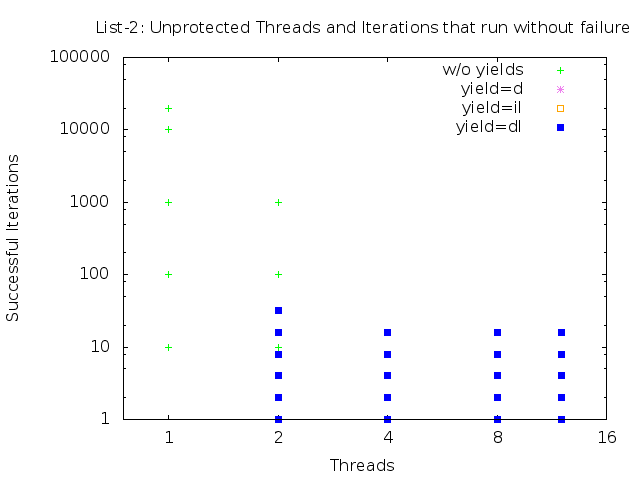 List-2: Unprotected Threads and Iterations that run without failure
100000
10000
1000
100
10
1
Successful Iterations
w/o yields
yield=d
yield=il
yield=dl
1 2 4 8 16
Threads